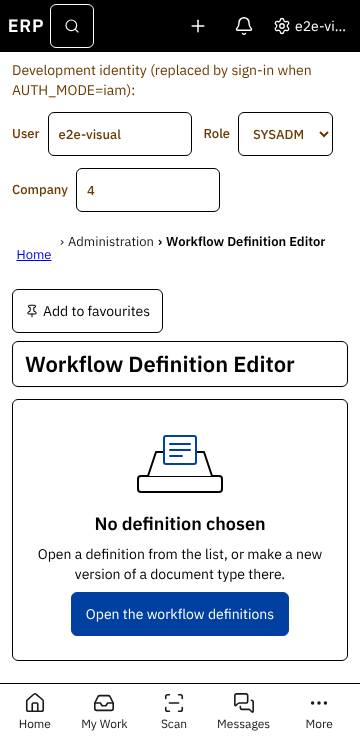 ERP e2e-vi...
Development identity (replaced by sign-in when
AUTH_MODE=iam):
User e2e-visual Role SYSADM
Company 4
Home › Administration › Workflow Definition Editor
Add to favourites
Workflow Definition Editor
No definition chosen
Open a definition from the list, or make a new
version of a document type there.
Open the workflow definitions
Home My Work Scan Messages More